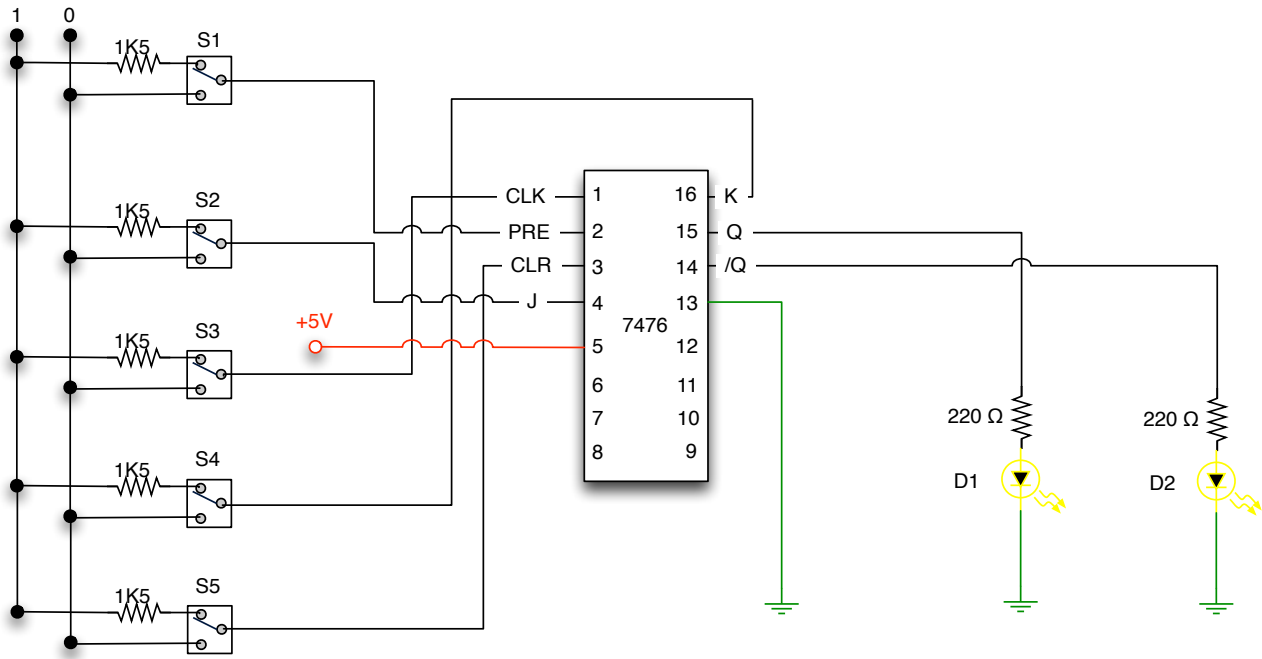 1 0
1K5 S1
1K5 S2
1K5 S3
1K5 S4
1K5 S5
+5V
CLK 1 16 K
PRE 2 15 Q
CLR 3 14 /Q
J 4 13
7476
5 12
6 11
7 10
8 9
220 Ω 220 Ω
D1 D2